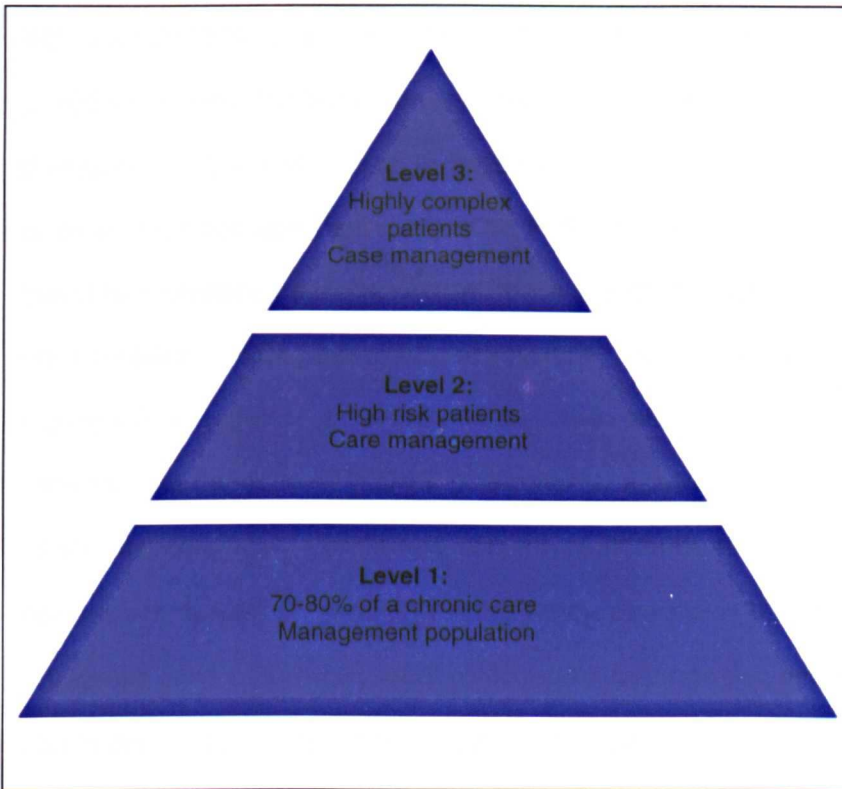 Level 3:
Highly complex
patients
Case management
Level 2:
High risk patients
Care management
Level 1:
70-80% of a chronic care
Management population